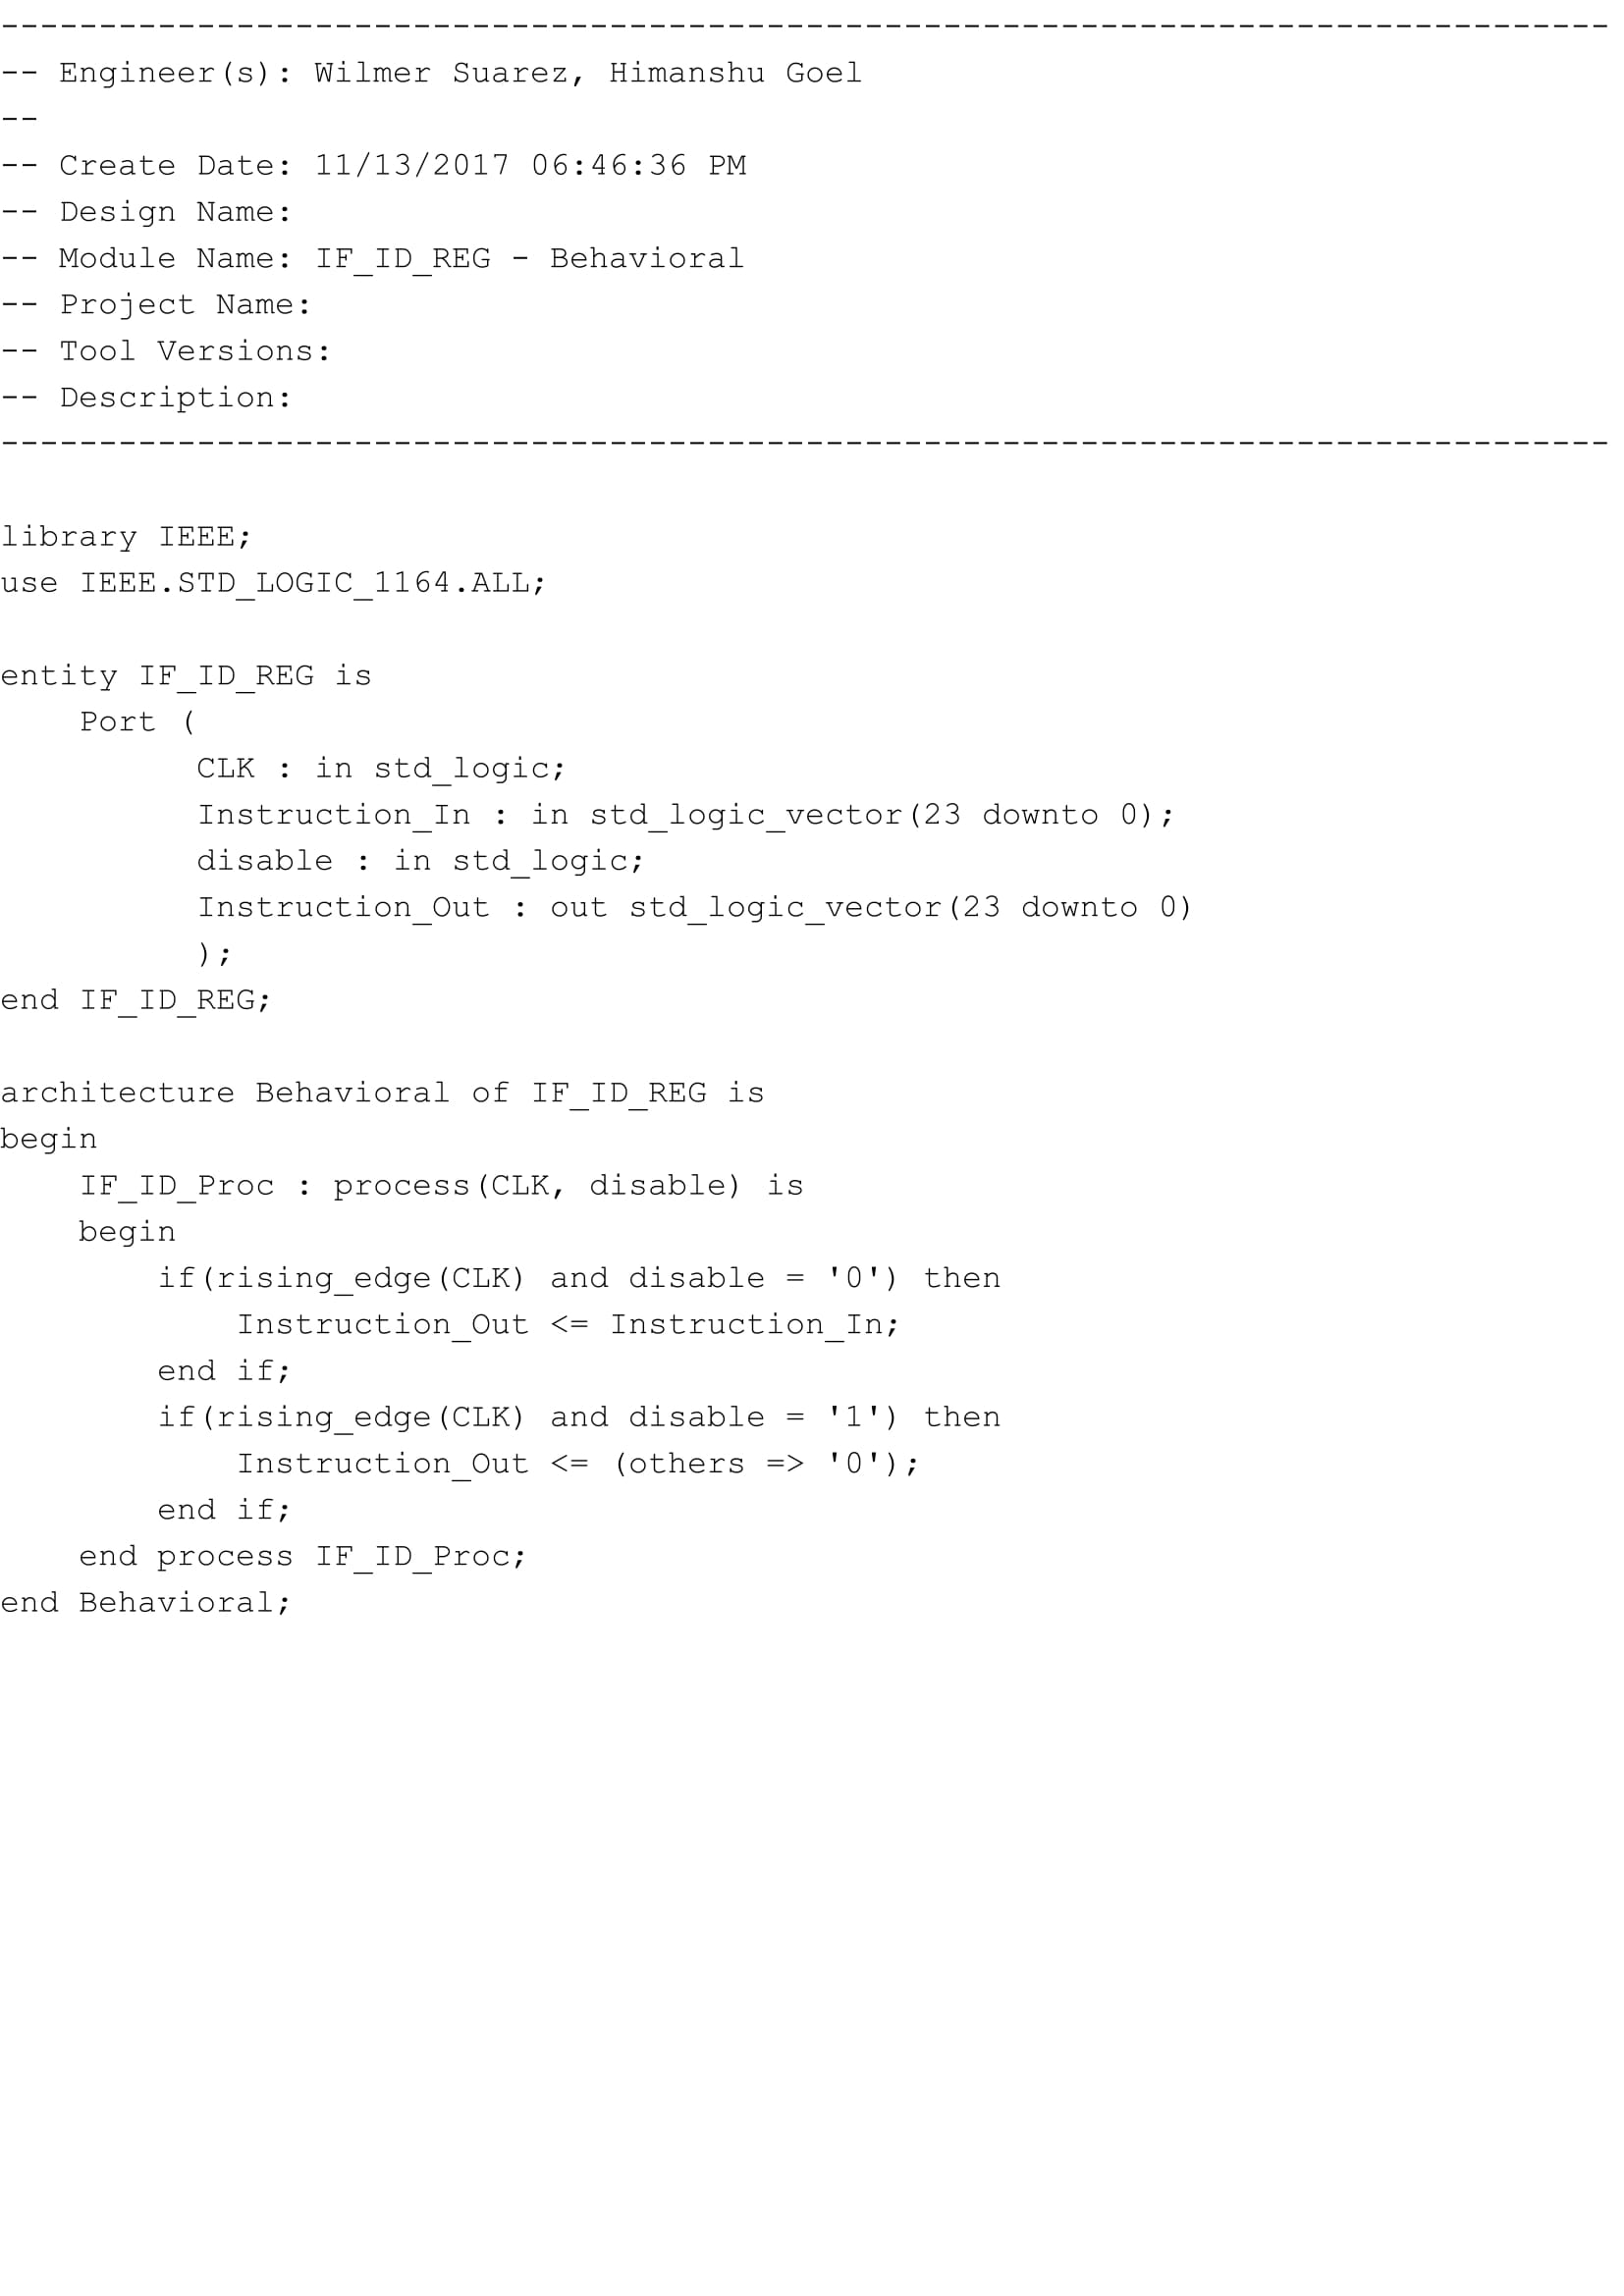 ----------------------------------------------------------------------------------
-- Engineer(s): Wilmer Suarez, Himanshu Goel
--
-- Create Date: 11/13/2017 06:46:36 PM
-- Design Name:
-- Module Name: IF_ID_REG - Behavioral
-- Project Name:
-- Tool Versions:
-- Description:
----------------------------------------------------------------------------------

library IEEE;
use IEEE.STD_LOGIC_1164.ALL;

entity IF_ID_REG is
    Port (
          CLK : in std_logic;
          Instruction_In : in std_logic_vector(23 downto 0);
          disable : in std_logic;
          Instruction_Out : out std_logic_vector(23 downto 0)
          );
end IF_ID_REG;

architecture Behavioral of IF_ID_REG is
begin
    IF_ID_Proc : process(CLK, disable) is
    begin
        if(rising_edge(CLK) and disable = '0') then
            Instruction_Out <= Instruction_In;
        end if;
        if(rising_edge(CLK) and disable = '1') then
            Instruction_Out <= (others => '0');
        end if;
    end process IF_ID_Proc;
end Behavioral;